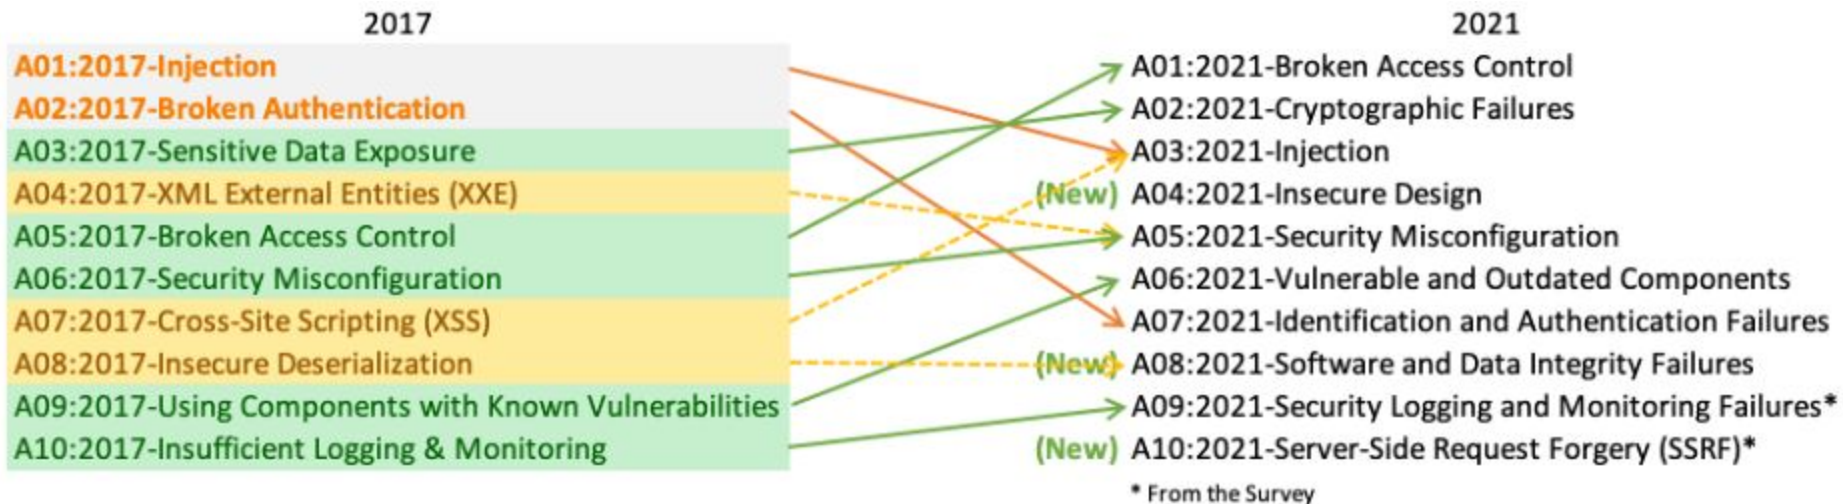 2017
A01:2017-Injection
A02:2017-Broken Authentication
A03:2017-Sensitive Data Exposure
A04:2017-XML External Entities (XXE)
A05:2017-Broken Access Control
A06:2017-Security Misconfiguration
A07:2017-Cross-Site Scripting (XSS)
A08:2017-Insecure Deserialization
A09:2017-Using Components with Known Vulnerabilities
A10:2017-Insufficient Logging & Monitoring
2021
A01:2021-Broken Access Control
A02:2021-Cryptographic Failures
A03:2021-Injection
(New) A04:2021-Insecure Design
A05:2021-Security Misconfiguration
A06:2021-Vulnerable and Outdated Components
A07:2021-Identification and Authentication Failures
(New) A08:2021-Software and Data Integrity Failures
A09:2021-Security Logging and Monitoring Failures*
(New) A10:2021-Server-Side Request Forgery (SSRF)*
* From the Survey